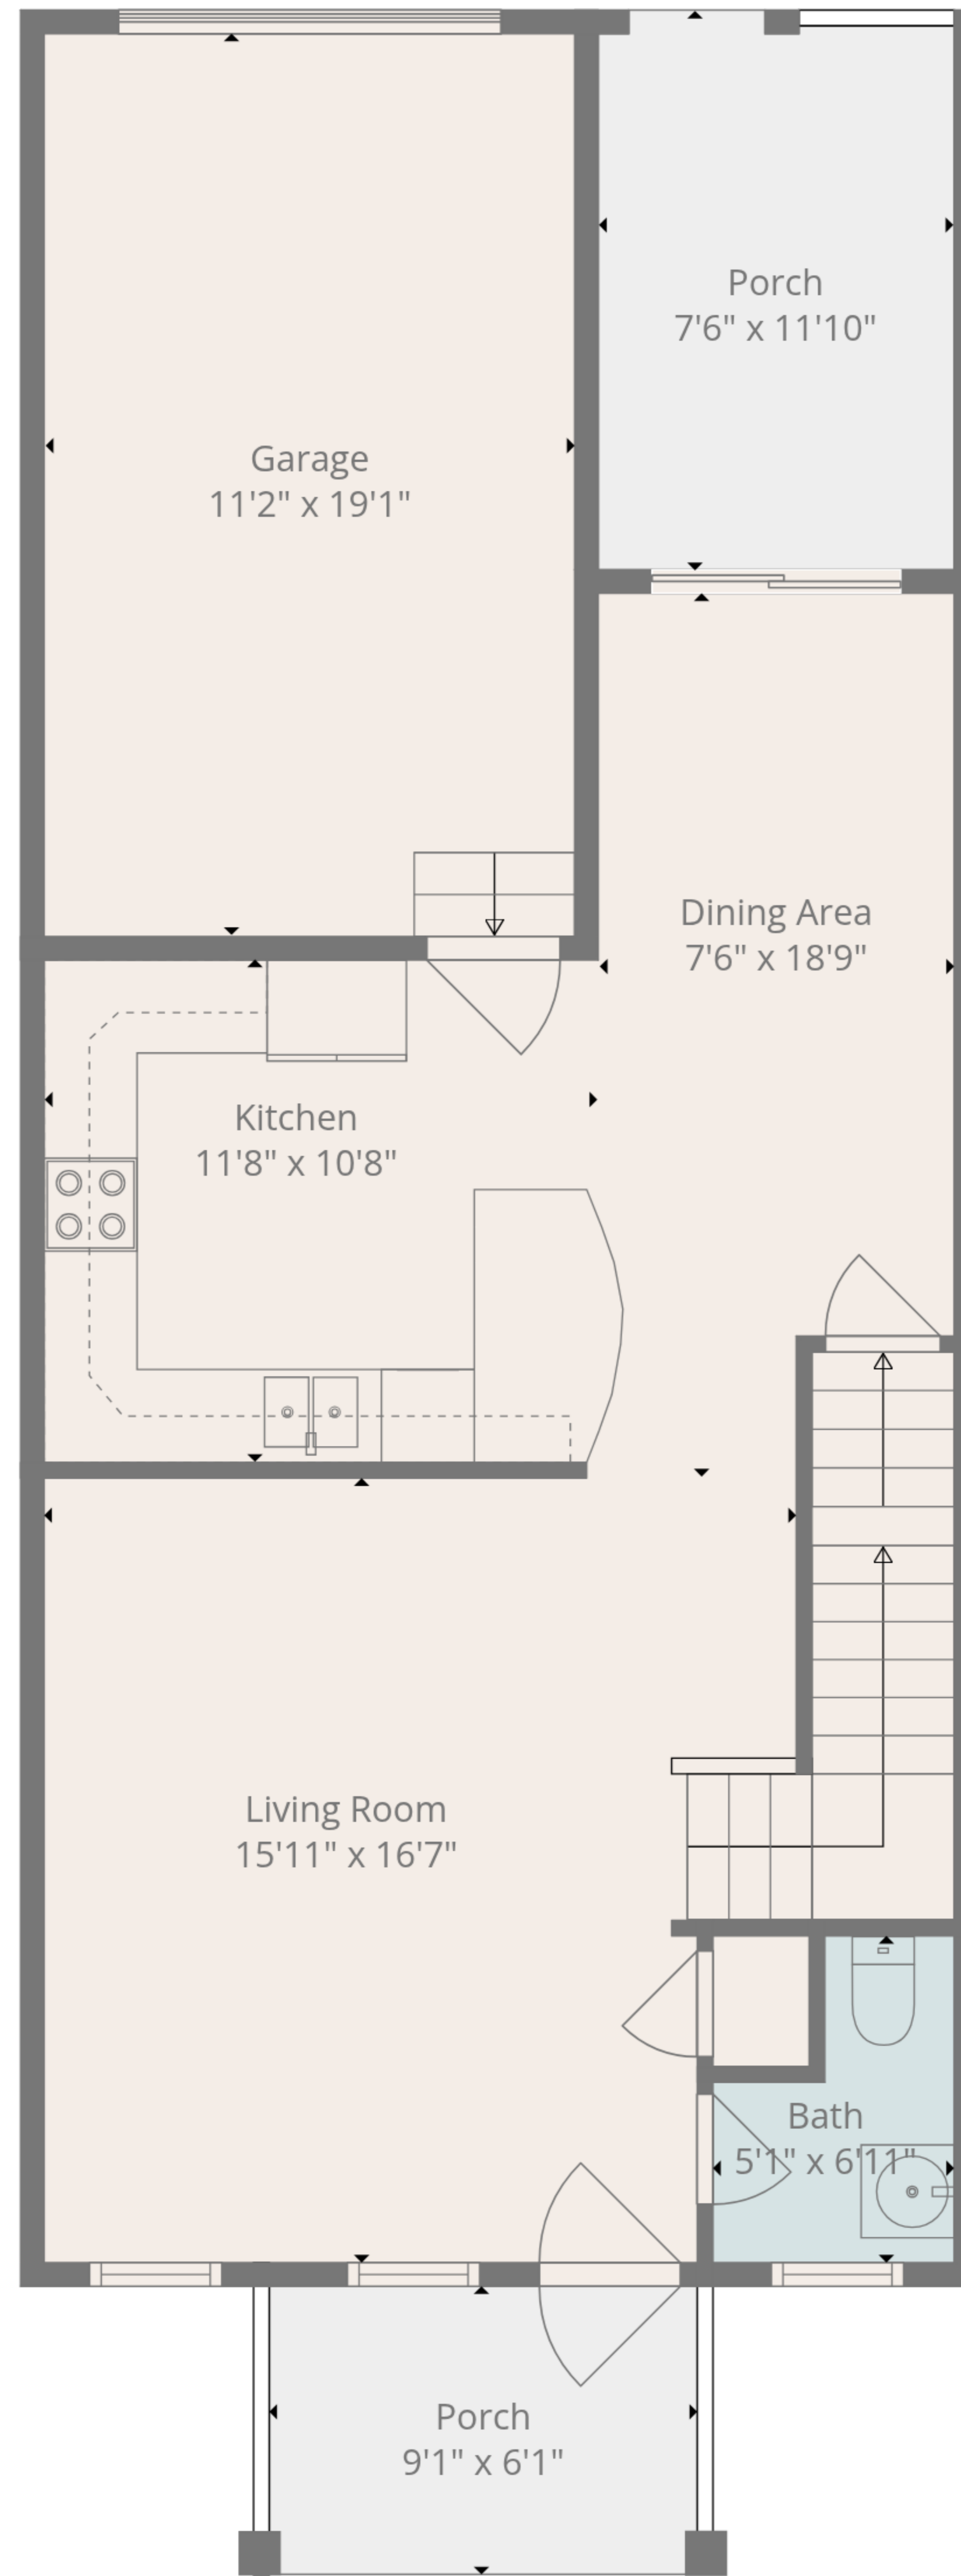 Porch
7'6" x 11'10"
Garage
11'2" x 19'1"
Dining Area
7'6" x 18'9"
Kitchen
11'8" x 10'8"
Living Room
15'11" x 16'7"
Bath
5'1" x 6'11"
Porch
9'1" x 6'1"